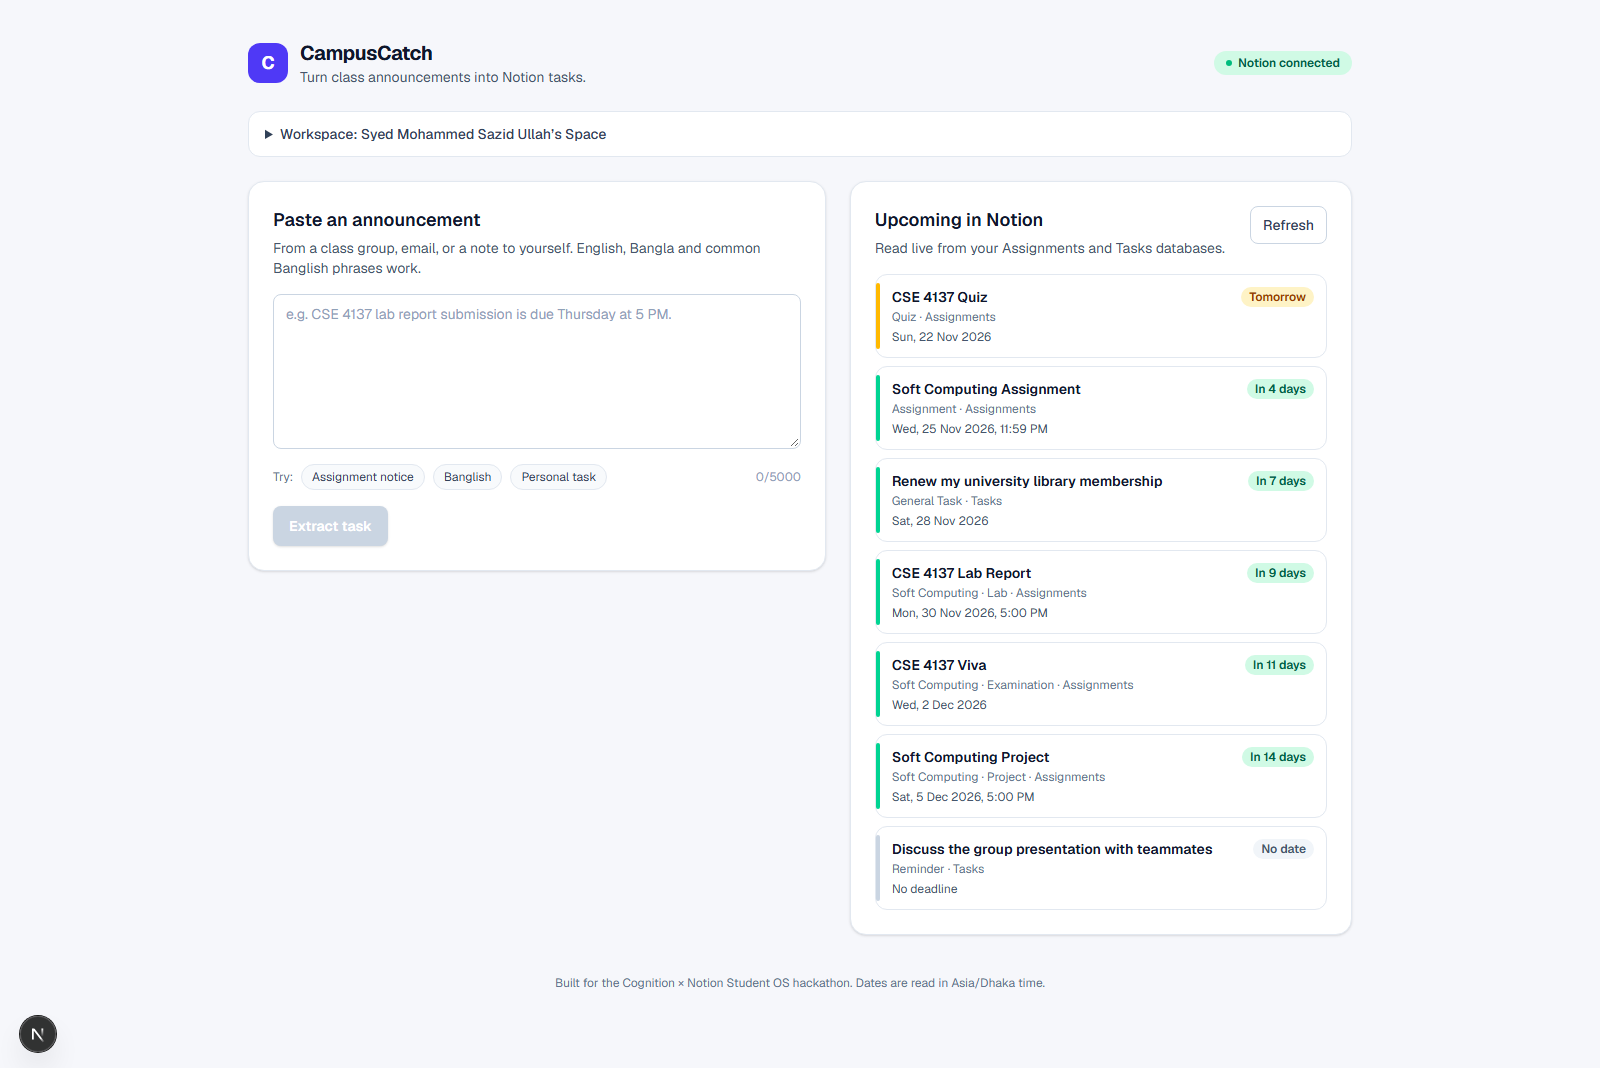 C
CampusCatch
Turn class announcements into Notion tasks.
Notion connected
Workspace: Syed Mohammed Sazid Ullah’s Space
Paste an announcement
From a class group, email, or a note to yourself. English, Bangla and common
Banglish phrases work.
e.g. CSE 4137 lab report submission is due Thursday at 5 PM.
Try: Assignment notice Banglish Personal task 0/5000
Extract task
Upcoming in Notion
Read live from your Assignments and Tasks databases.
Refresh
CSE 4137 Quiz Tomorrow
Quiz · Assignments
Sun, 22 Nov 2026
Soft Computing Assignment In 4 days
Assignment · Assignments
Wed, 25 Nov 2026, 11:59 PM
Renew my university library membership In 7 days
General Task · Tasks
Sat, 28 Nov 2026
CSE 4137 Lab Report In 9 days
Soft Computing · Lab · Assignments
Mon, 30 Nov 2026, 5:00 PM
CSE 4137 Viva In 11 days
Soft Computing · Examination · Assignments
Wed, 2 Dec 2026
Soft Computing Project In 14 days
Soft Computing · Project · Assignments
Sat, 5 Dec 2026, 5:00 PM
Discuss the group presentation with teammates No date
Reminder · Tasks
No deadline
Built for the Cognition × Notion Student OS hackathon. Dates are read in Asia/Dhaka time.
N